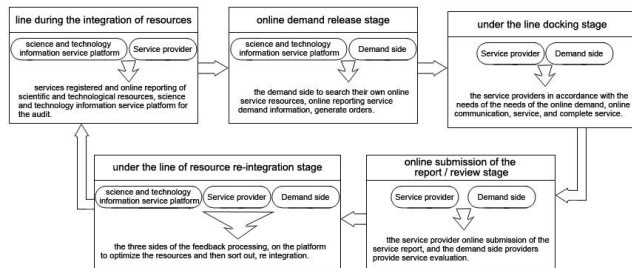 line during the integration of resources
science and technology
information service platform
Service provider
services registered and online reporting of
scientific and technological resources, science
and technology information service platform for
the audit.
online demand release stage
science and technology
information service platform
Demand side
the demand side to search their own online
service resources, online reporting service
demand information, generate orders.
under the line docking stage
Service provider
Demand side
the service providers in accordance with the
needs of the needs of the online demand, online
communication, service, and complete service.
under the line of resource re-integration stage
science and technology
information service platform
Service provider
Demand side
the three sides of the feedback processing, on the platform
to optimize the resources and then sort out, re integration.
online submission of the
report / review stage
Service provider
Demand side
the service provider online submission of the
service report, and the demand side providers
provide service evaluation.